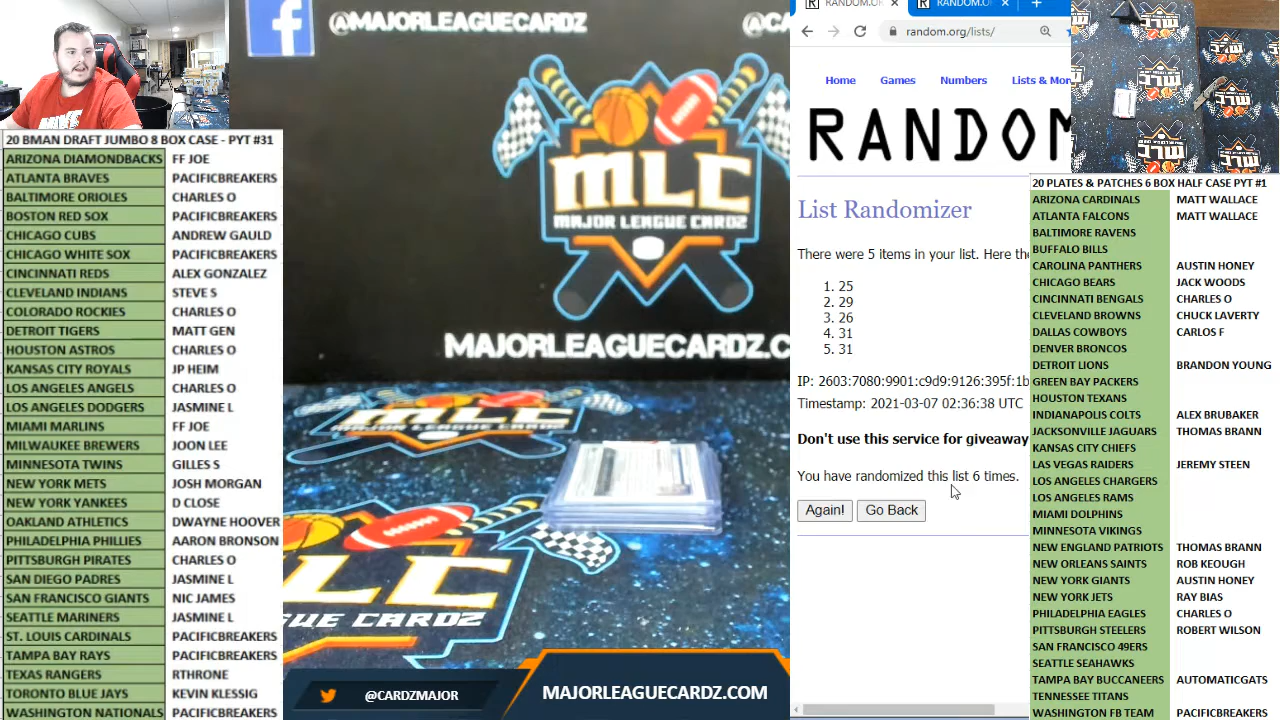 @MAJORLEAGUECARDZ
MLC
MAJOR LEAGUE CARDZ
MAJORLEAGUECARDZ.C
20 BMAN DRAFT JUMBO 8 BOX CASE - PYT #31
ARIZONA DIAMONDBACKS FF JOE
ATLANTA BRAVES PACIFICBREAKERS
BALTIMORE ORIOLES CHARLES O
BOSTON RED SOX PACIFICBREAKERS
CHICAGO CUBS ANDREW GAULD
CHICAGO WHITE SOX PACIFICBREAKERS
CINCINNATI REDS ALEX GONZALEZ
CLEVELAND INDIANS STEVE S
COLORADO ROCKIES CHARLES O
DETROIT TIGERS MATT GEN
HOUSTON ASTROS CHARLES O
KANSAS CITY ROYALS JP HEIM
LOS ANGELES ANGELS CHARLES O
LOS ANGELES DODGERS JASMINE L
MIAMI MARLINS FF JOE
MILWAUKEE BREWERS JOON LEE
MINNESOTA TWINS GILLES S
NEW YORK METS JOSH MORGAN
NEW YORK YANKEES D CLOSE
OAKLAND ATHLETICS DWAYNE HOOVER
PHILADELPHIA PHILLIES AARON BRONSON
PITTSBURGH PIRATES CHARLES O
SAN DIEGO PADRES JASMINE L
SAN FRANCISCO GIANTS NIC JAMES
SEATTLE MARINERS JASMINE L
ST. LOUIS CARDINALS PACIFICBREAKERS
TAMPA BAY RAYS PACIFICBREAKERS
TEXAS RANGERS RTHRONE
TORONTO BLUE JAYS KEVIN KLESSIG
WASHINGTON NATIONALS PACIFICBREAKERS
MLC
GUE CARDZ
@CARDZMAJOR
MAJORLEAGUECARDZ.COM
RANDOM.OR
RANDOM.OR
random.org/lists/
Home Games Numbers Lists & Mor
RANDOM
List Randomizer
There were 5 items in your list. Here the
1. 25
2. 29
3. 26
4. 31
5. 31
IP: 2603:7080:9901:c9d9:9126:395f:1b
Timestamp: 2021-03-07 02:36:38 UTC
Don't use this service for giveaway
You have randomized this list 6 times.
Again! Go Back
20 PLATES & PATCHES 6 BOX HALF CASE PYT #1
ARIZONA CARDINALS MATT WALLACE
ATLANTA FALCONS MATT WALLACE
BALTIMORE RAVENS
BUFFALO BILLS
CAROLINA PANTHERS AUSTIN HONEY
CHICAGO BEARS JACK WOODS
CINCINNATI BENGALS CHARLES O
CLEVELAND BROWNS CHUCK LAVERTY
DALLAS COWBOYS CARLOS F
DENVER BRONCOS
DETROIT LIONS BRANDON YOUNG
GREEN BAY PACKERS
HOUSTON TEXANS
INDIANAPOLIS COLTS ALEX BRUBAKER
JACKSONVILLE JAGUARS THOMAS BRANN
KANSAS CITY CHIEFS
LAS VEGAS RAIDERS JEREMY STEEN
LOS ANGELES CHARGERS
LOS ANGELES RAMS
MIAMI DOLPHINS
MINNESOTA VIKINGS
NEW ENGLAND PATRIOTS THOMAS BRANN
NEW ORLEANS SAINTS ROB KEOUGH
NEW YORK GIANTS AUSTIN HONEY
NEW YORK JETS RAY BIAS
PHILADELPHIA EAGLES CHARLES O
PITTSBURGH STEELERS ROBERT WILSON
SAN FRANCISCO 49ERS
SEATTLE SEAHAWKS
TAMPA BAY BUCCANEERS AUTOMATICGATS
TENNESSEE TITANS
WASHINGTON FB TEAM PACIFICBREAKERS